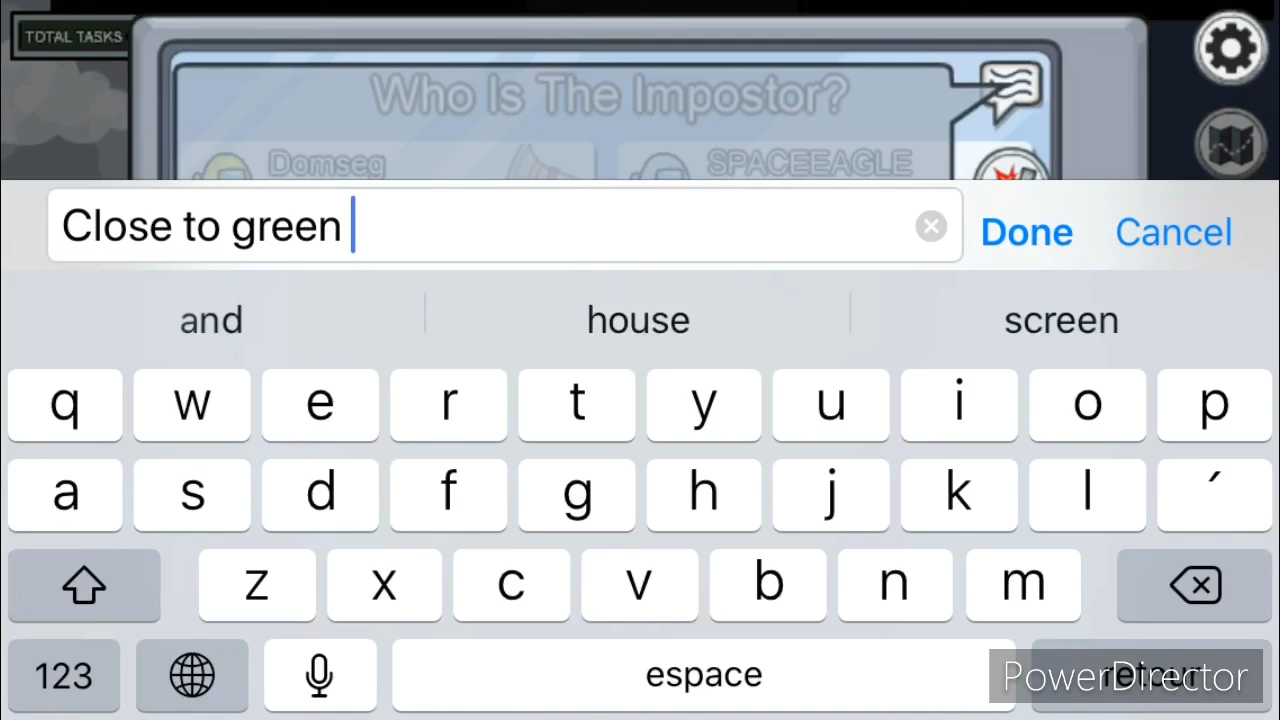 TOTAL TASKS
Who Is The Impostor?
Domseg SPACEEAGLE
Close to green
Done Cancel
and house screen
q w e r t y u i o p
a s d f g h j k l ´
z x c v b n m
123 espace retour
PowerDirector